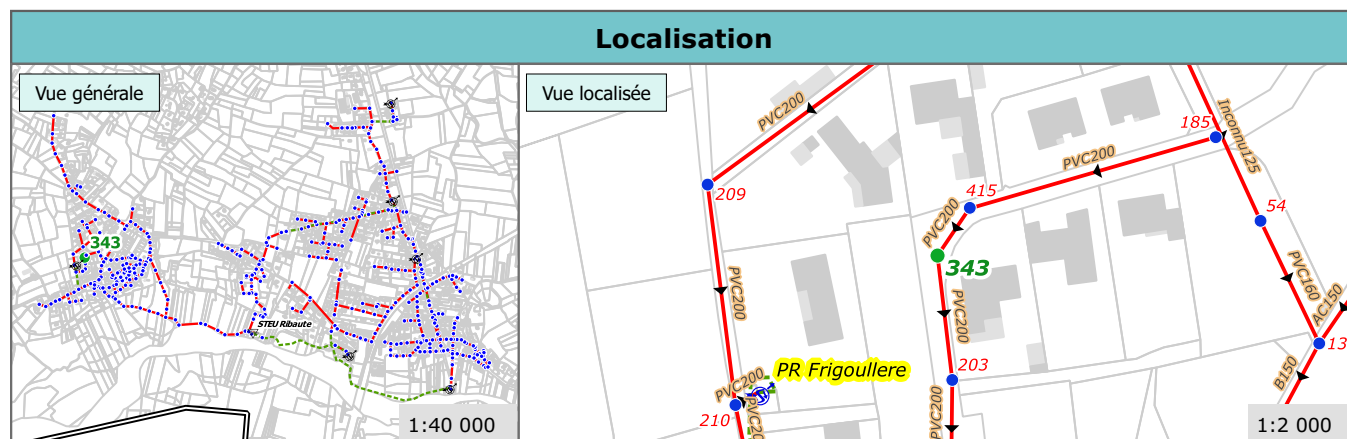 Localisation
Vue générale
343
STEU Ribaute
1:40 000
Vue localisée
PVC200
209
PVC200
PR Frigoullere
PVC200
210
185
Inconnu125
PVC200
415
PVC200
343
PVC200
203
PVC200
54
PVC160
AC150
13
B150
1:2 000